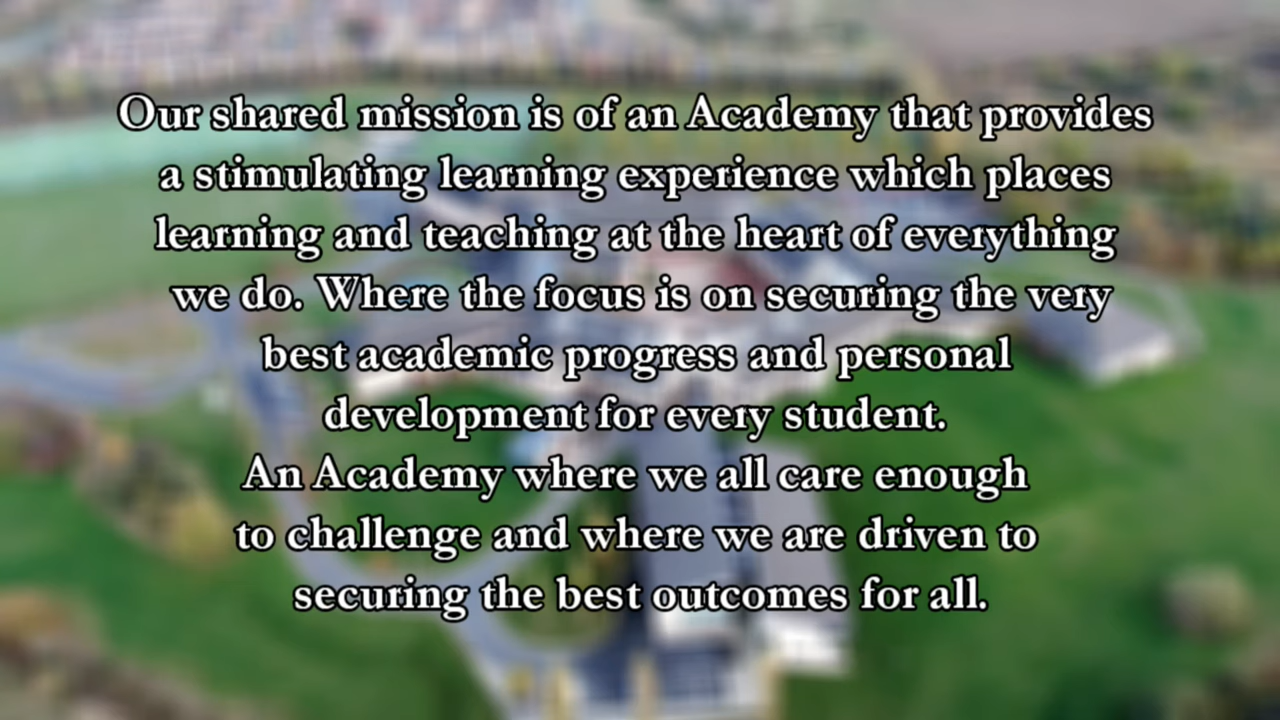 Our shared mission is of an Academy that provides
a stimulating learning experience which places
learning and teaching at the heart of everything
we do. Where the focus is on securing the very
best academic progress and personal
development for every student.
An Academy where we all care enough
to challenge and where we are driven to
securing the best outcomes for all.